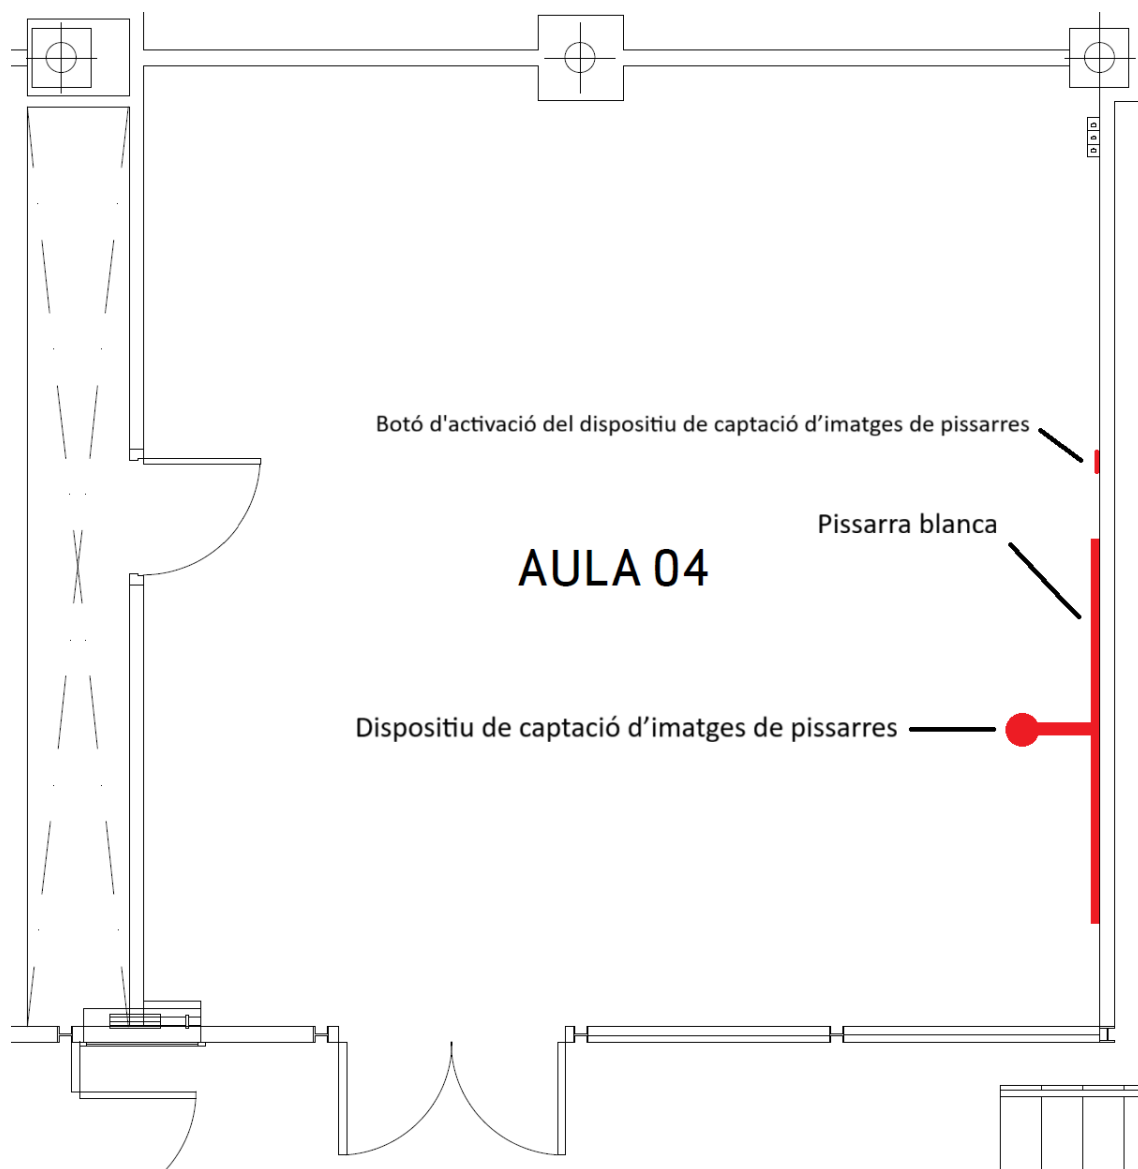 Botó d'activació del dispositiu de captació d’imatges de pissarres
Pissarra blanca
AULA 04
Dispositiu de captació d’imatges de pissarres